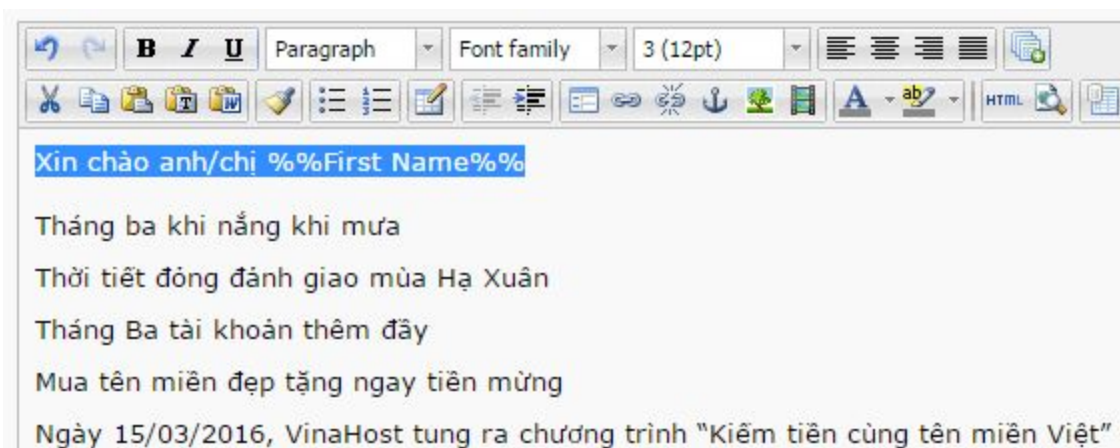 B I U Paragraph Font family 3 (12pt)
T W A ab HTML
Xin chào anh/chị %%First Name%%
Tháng ba khi nắng khi mưa
Thời tiết đỏng đảnh giao mùa Hạ Xuân
Tháng Ba tài khoản thêm đầy
Mua tên miền đẹp tặng ngay tiền mừng
Ngày 15/03/2016, VinaHost tung ra chương trình “Kiếm tiền cùng tên miền Việt”